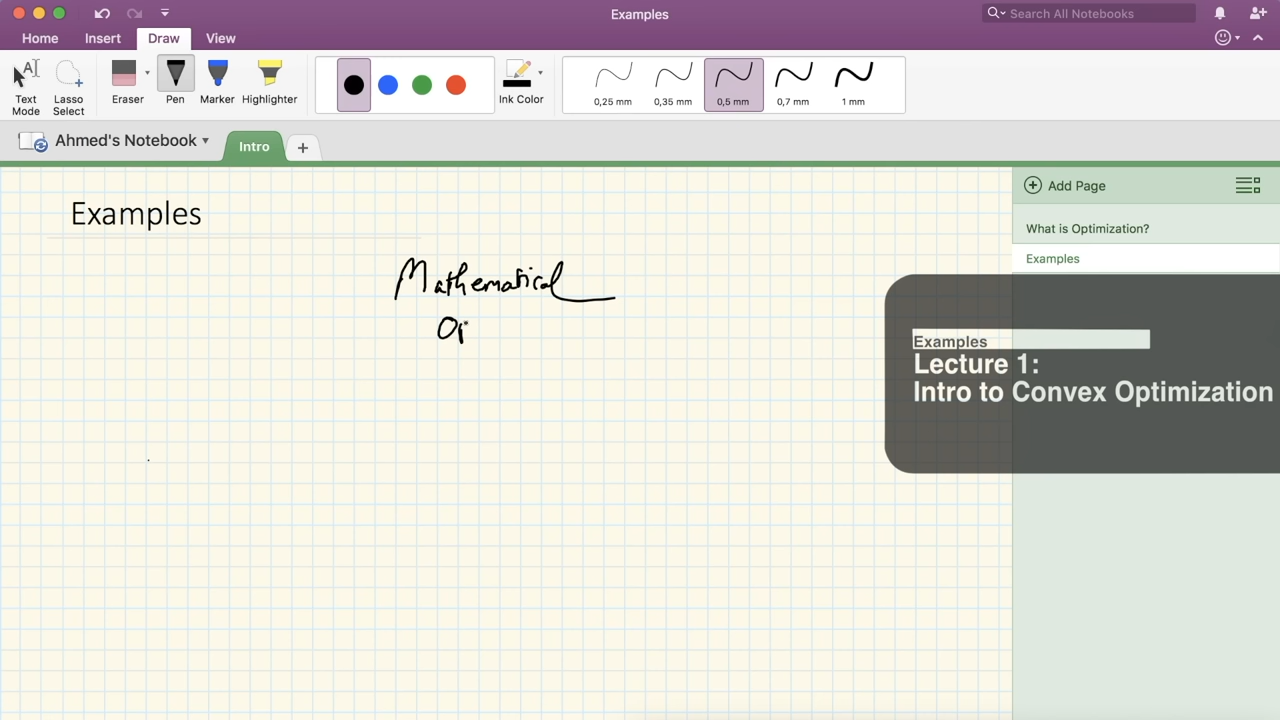 Examples
Search All Notebooks
Home Insert Draw View
Text Mode
Lasso Select
Eraser
Pen
Marker
Highlighter
Ink Color
0,25 mm
0,35 mm
0,5 mm
0,7 mm
1 mm
Ahmed's Notebook
Intro
Add Page
What is Optimization?
Examples
Examples
Mathematical
Examples
Lecture 1:
Intro to Convex Optimization